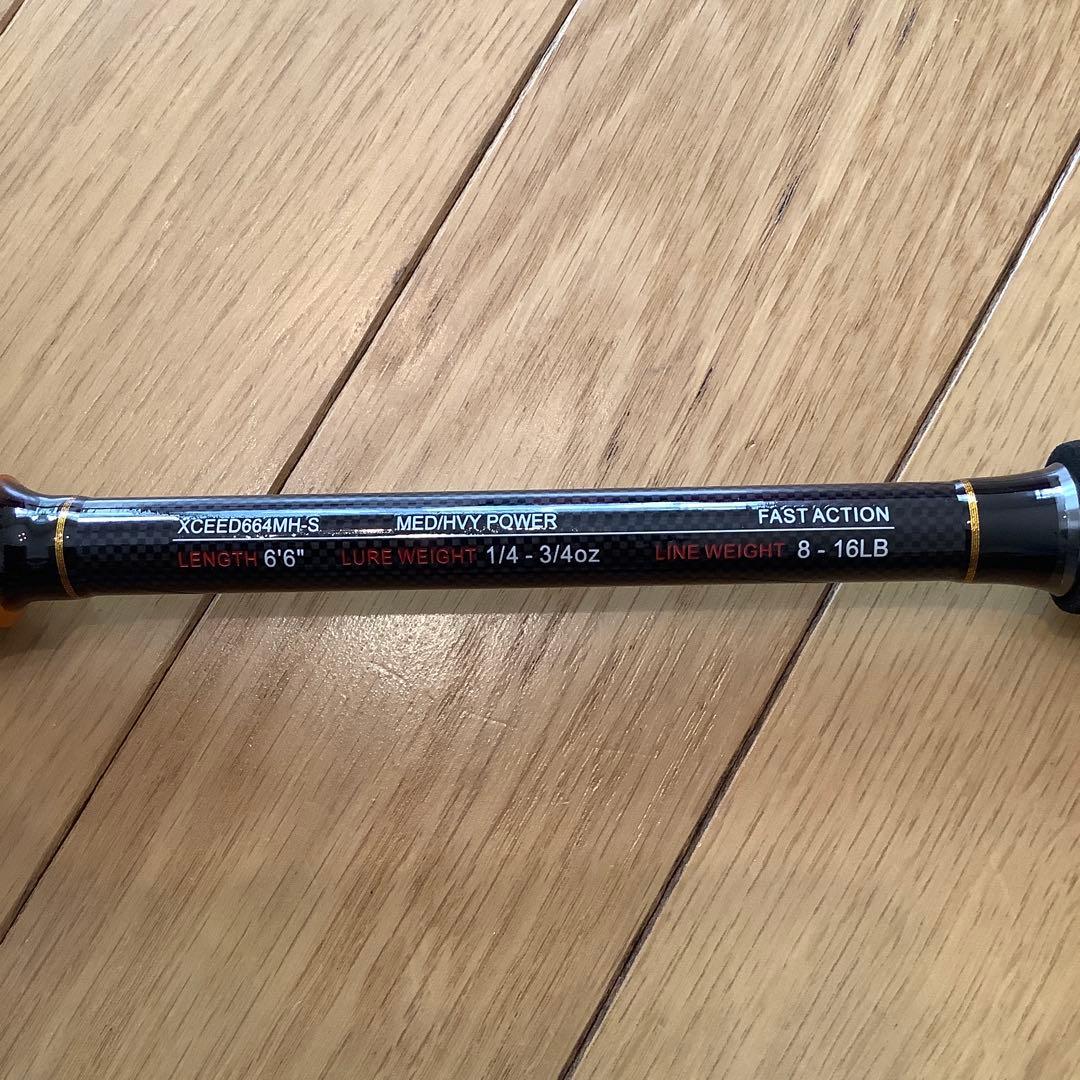 XCEED664MH-S MED/HVY POWER FAST ACTION
LENGTH 6'6" LURE WEIGHT 1/4 - 3/4oz LINE WEIGHT 8 - 16LB